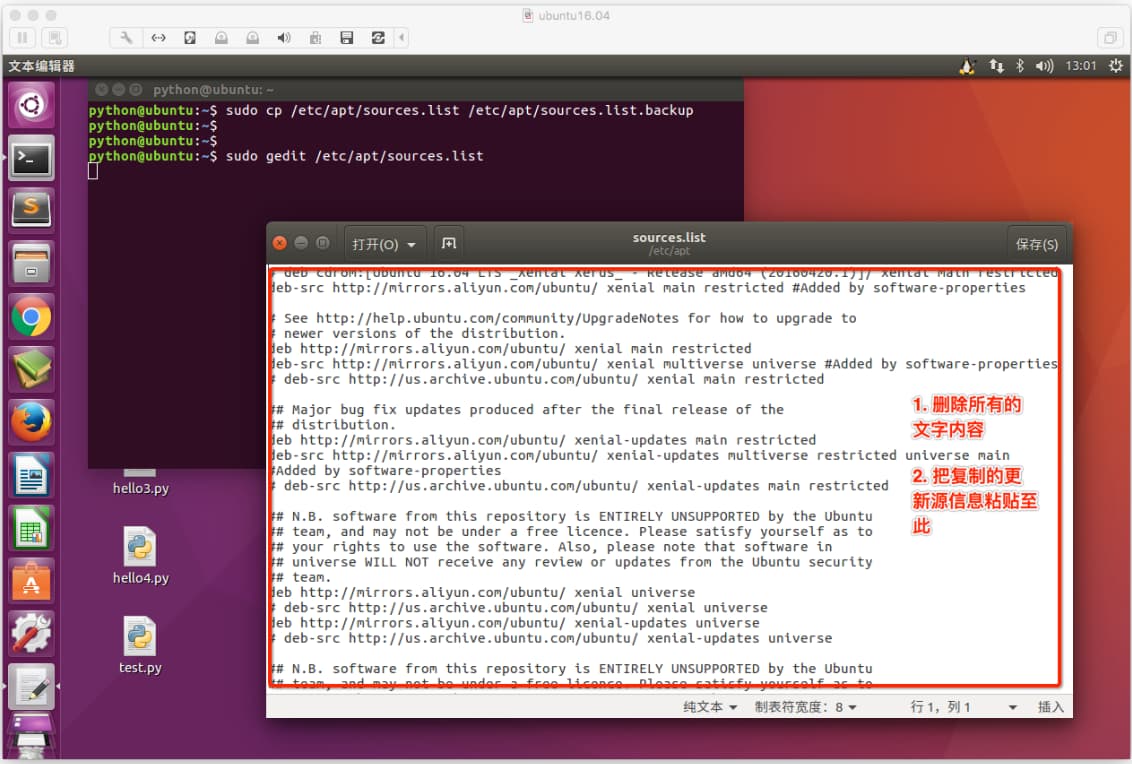 ubuntu16.04
文本编辑器
13:01
python@ubuntu: ~
python@ubuntu:~$ sudo cp /etc/apt/sources.list /etc/apt/sources.list.backup
python@ubuntu:~$
python@ubuntu:~$
python@ubuntu:~$ sudo gedit /etc/apt/sources.list
打开(O)
sources.list
/etc/apt
保存(S)
# deb cdrom:[Ubuntu 16.04 LTS _Xenial Xerus_ - Release amd64 (20160420.1)]/ xenial main restricted
deb-src http://mirrors.aliyun.com/ubuntu/ xenial main restricted #Added by software-properties
# See http://help.ubuntu.com/community/UpgradeNotes for how to upgrade to
# newer versions of the distribution.
deb http://mirrors.aliyun.com/ubuntu/ xenial main restricted
deb-src http://mirrors.aliyun.com/ubuntu/ xenial multiverse universe #Added by software-properties
# deb-src http://us.archive.ubuntu.com/ubuntu/ xenial main restricted
## Major bug fix updates produced after the final release of the
## distribution.
deb http://mirrors.aliyun.com/ubuntu/ xenial-updates main restricted
deb-src http://mirrors.aliyun.com/ubuntu/ xenial-updates multiverse restricted universe main
#Added by software-properties
# deb-src http://us.archive.ubuntu.com/ubuntu/ xenial-updates main restricted
## N.B. software from this repository is ENTIRELY UNSUPPORTED by the Ubuntu
## team, and may not be under a free licence. Please satisfy yourself as to
## your rights to use the software. Also, please note that software in
## universe WILL NOT receive any review or updates from the Ubuntu security
## team.
deb http://mirrors.aliyun.com/ubuntu/ xenial universe
# deb-src http://us.archive.ubuntu.com/ubuntu/ xenial universe
deb http://mirrors.aliyun.com/ubuntu/ xenial-updates universe
# deb-src http://us.archive.ubuntu.com/ubuntu/ xenial-updates universe
## N.B. software from this repository is ENTIRELY UNSUPPORTED by the Ubuntu
## team, and may not be under a free licence. Please satisfy yourself as to
1. 删除所有的
文字内容
2. 把复制的更
新源信息粘贴至
此
纯文本
制表符宽度：8
行 1，列 1
插入
hello3.py
hello4.py
test.py